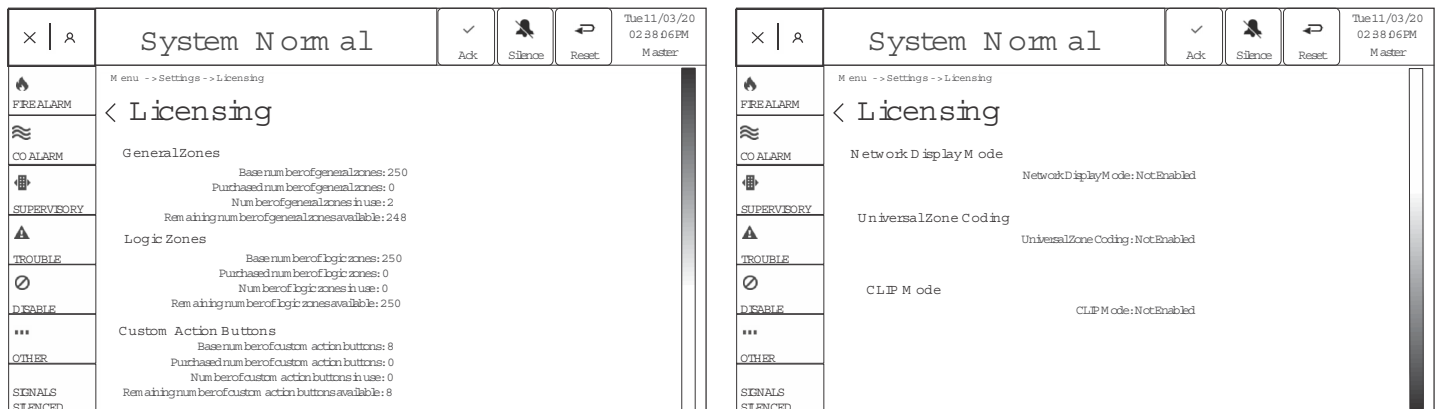 System Normal
Ack
Silence
Reset
Tue 11/03/20
02:38:06 PM
Master
FIRE ALARM
CO ALARM
SUPERVISORY
TROUBLE
DISABLE
OTHER
SIGNALS
SILENCED
Menu -> Settings -> Licensing
Licensing
General Zones
Base number of general zones: 250
Purchased number of general zones: 0
Number of general zones in use: 2
Remaining number of general zones available: 248
Logic Zones
Base number of logic zones: 250
Purchased number of logic zones: 0
Number of logic zones in use: 0
Remaining number of logic zones available: 250
Custom Action Buttons
Base number of custom action buttons: 8
Purchased number of custom action buttons: 0
Number of custom action buttons in use: 0
Remaining number of custom action buttons available: 8
System Normal
Ack
Silence
Reset
Tue 11/03/20
02:38:06 PM
Master
FIRE ALARM
CO ALARM
SUPERVISORY
TROUBLE
DISABLE
OTHER
SIGNALS
SILENCED
Menu -> Settings -> Licensing
Licensing
Network Display Mode
Network Display Mode: Not Enabled
Universal Zone Coding
Universal Zone Coding: Not Enabled
CLIP Mode
CLIP Mode: Not Enabled